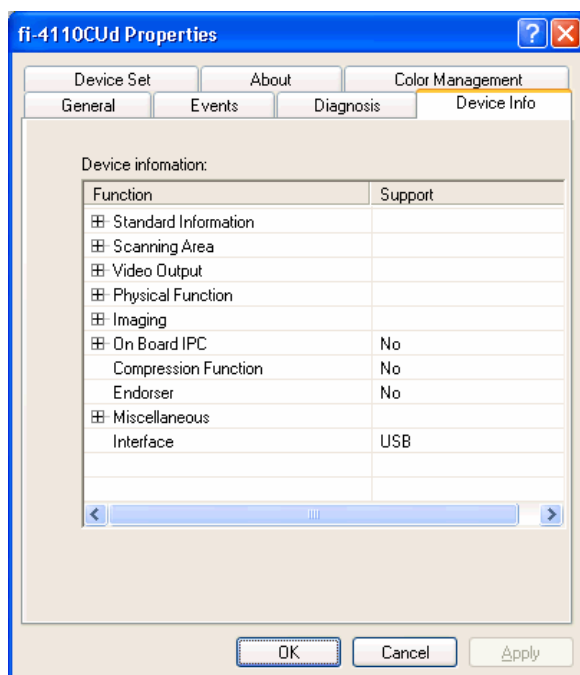 fi-4110CUd Properties
Device Set About Color Management
General Events Diagnosis Device Info
Device infomation:
Function Support
Standard Information
Scanning Area
Video Output
Physical Function
Imaging
On Board IPC No
Compression Function No
Endorser No
Miscellaneous
Interface USB
OK Cancel Apply